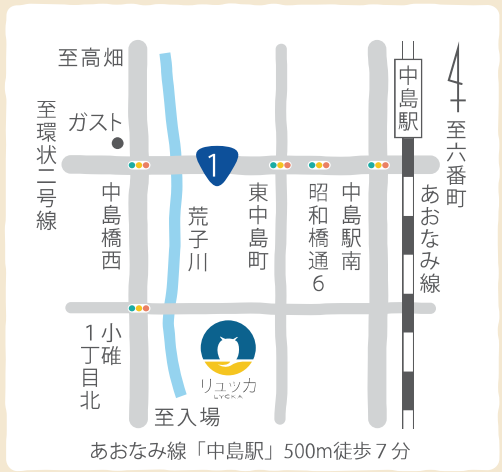 至高畑
ガスト
至環状二号線
1
中島駅
至六番町
中島橋西
荒子川
東中島町
昭和橋通6
中島駅南
あおなみ線
小碓
1丁目北
リュッカ
LYCKA
至入場
あおなみ線「中島駅」500m徒歩7分